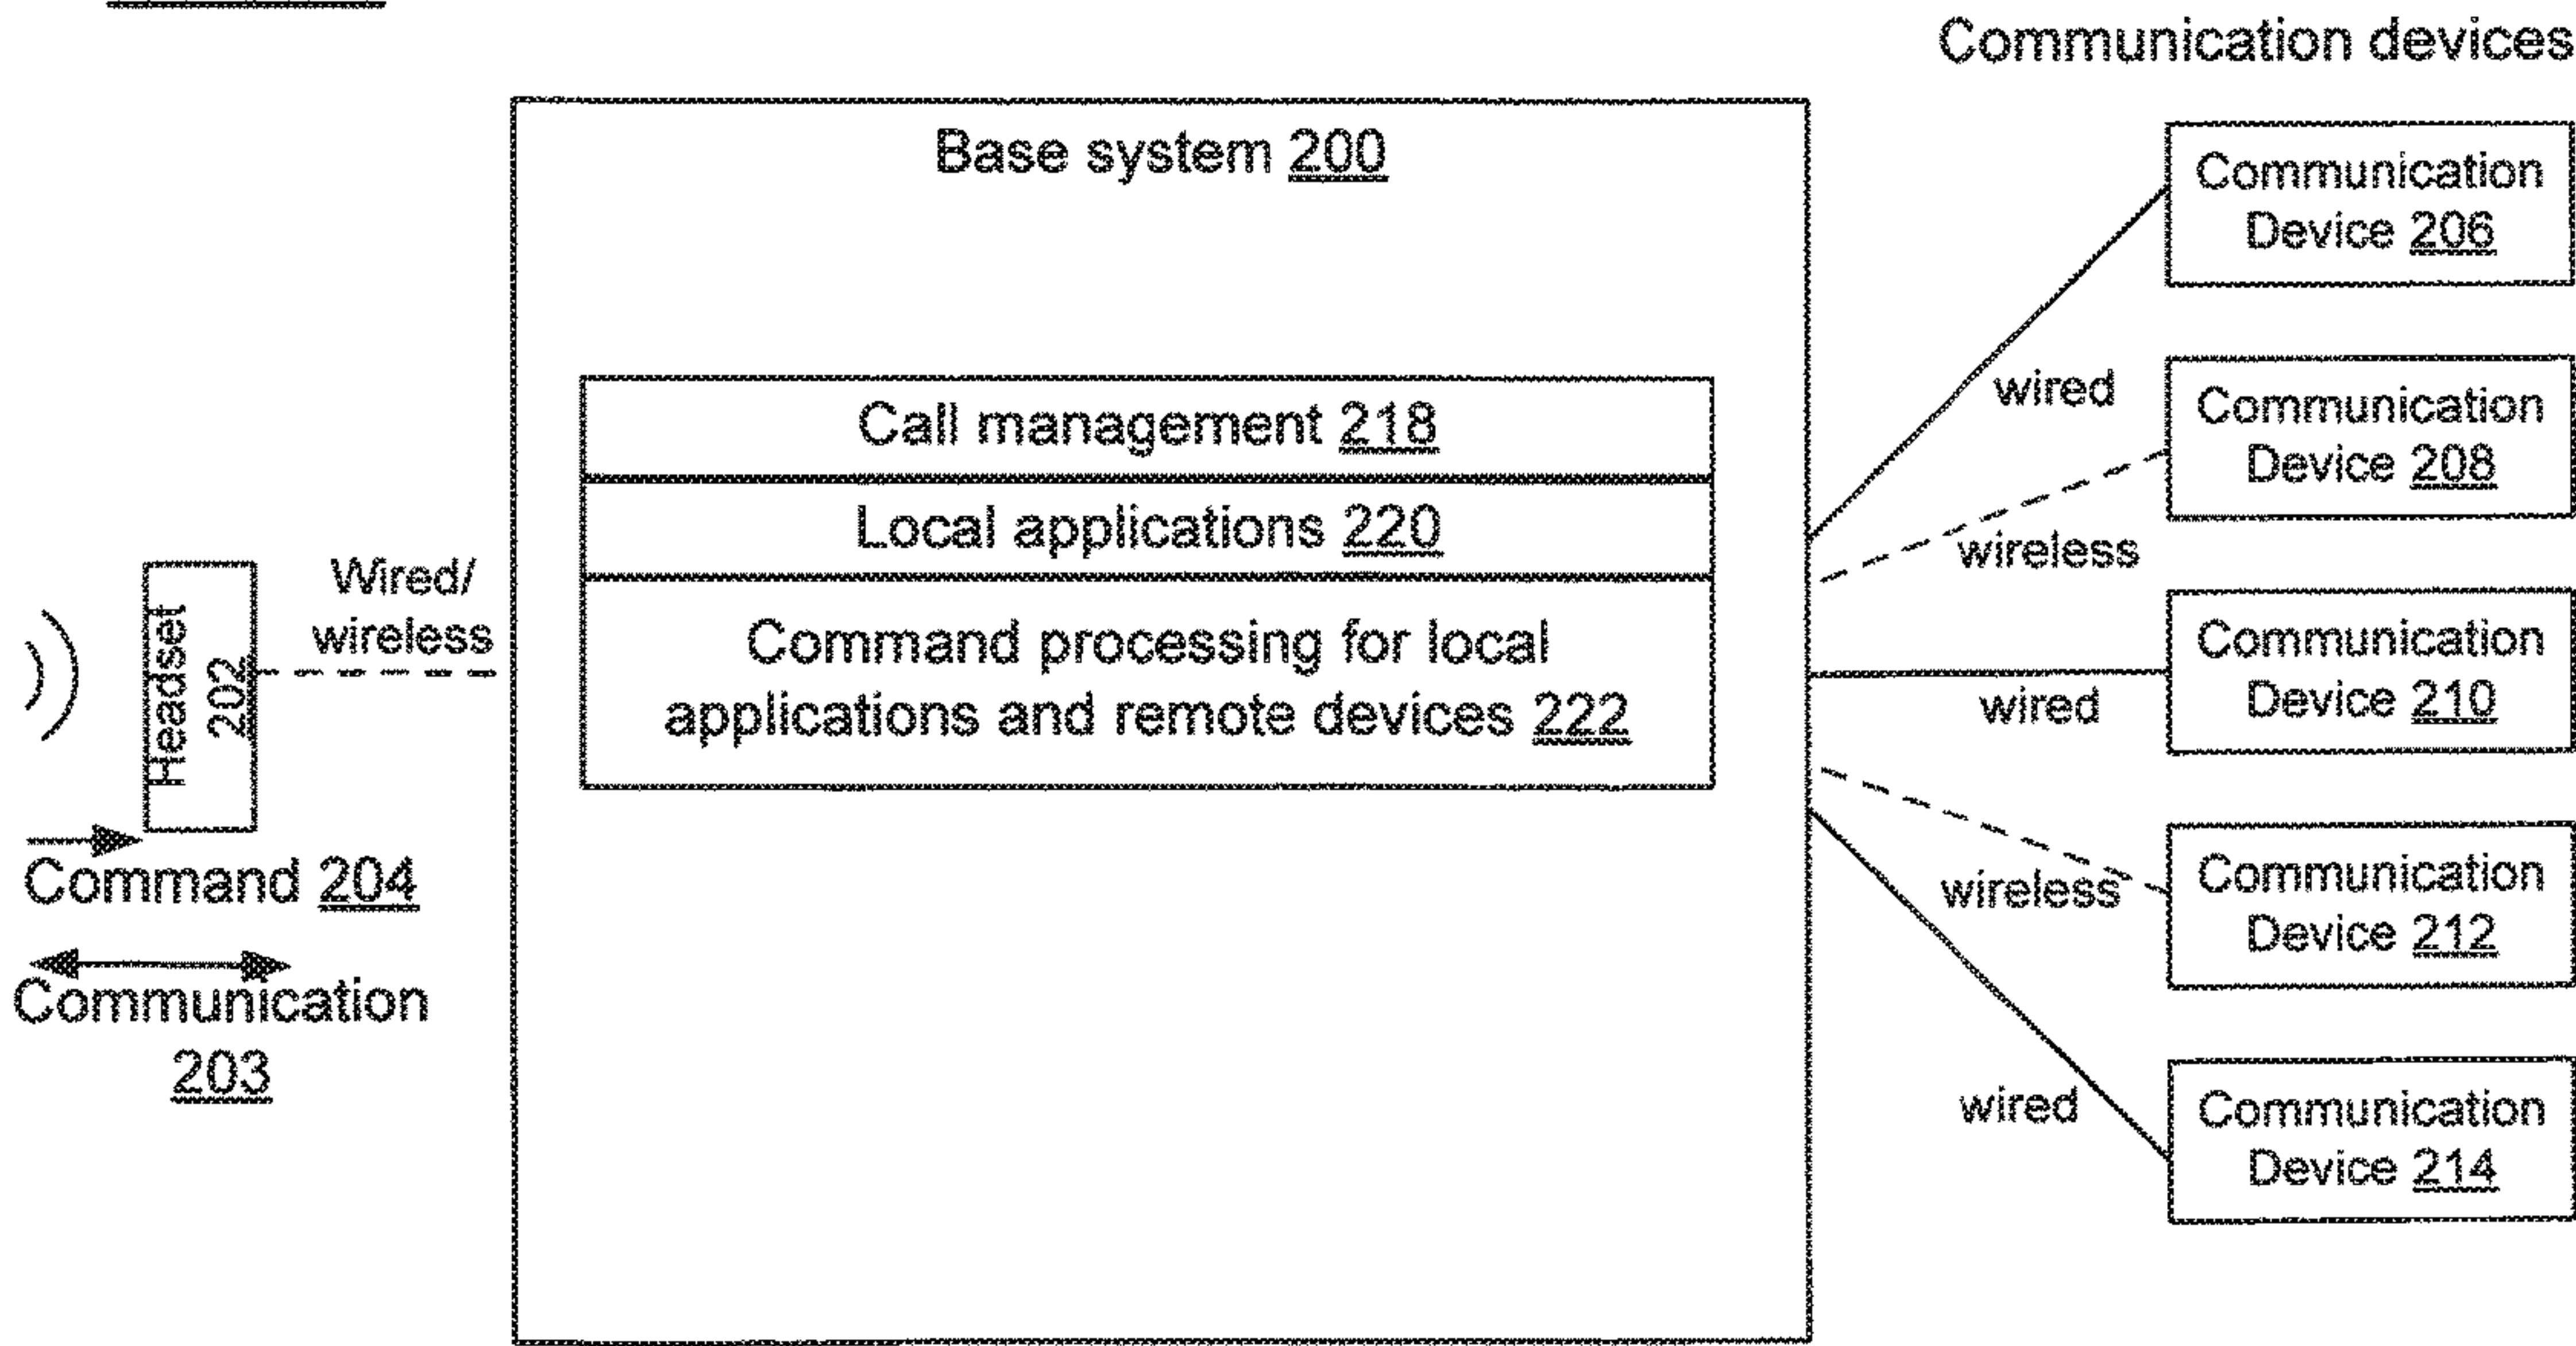 Communication devices
Base system 200
Call management 218
Local applications 220
Command processing for local
applications and remote devices 222
Headset
202
Wired/
wireless
Command 204
Communication
203
wired
wireless
wired
wireless
wired
Communication
Device 206
Communication
Device 208
Communication
Device 210
Communication
Device 212
Communication
Device 214